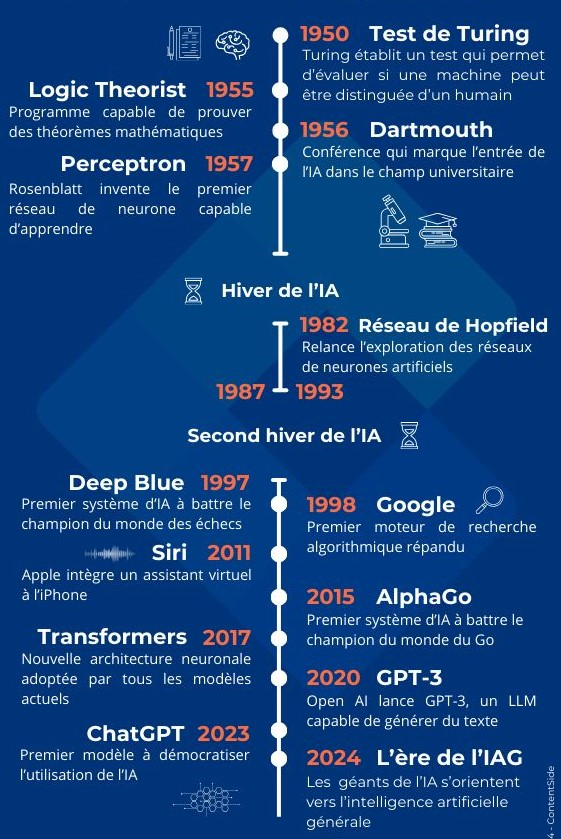 1950 Test de Turing
Turing établit un test qui permet
d'évaluer si une machine peut
être distinguée d'un humain
Logic Theorist 1955
Programme capable de prouver
des théorèmes mathématiques
1956 Dartmouth
Conférence qui marque l'entrée de
l'IA dans le champ universitaire
Perceptron 1957
Rosenblatt invente le premier
réseau de neurone capable
d'apprendre
Hiver de l'IA
1982 Réseau de Hopfield
Relance l'exploration des réseaux
de neurones artificiels
1987 1993
Second hiver de l'IA
Deep Blue 1997
Premier système d'IA à battre le
champion du monde des échecs
1998 Google
Premier moteur de recherche
algorithmique répandu
Siri 2011
Apple intègre un assistant virtuel
à l'iPhone
2015 AlphaGo
Premier système d'IA à battre le
champion du monde du Go
Transformers 2017
Nouvelle architecture neuronale
adoptée par tous les modèles
actuels
2020 GPT-3
Open AI lance GPT-3, un LLM
capable de générer du texte
ChatGPT 2023
Premier modèle à démocratiser
l'utilisation de l'IA
2024 L'ère de l'IAG
Les géants de l'IA s'orientent
vers l'intelligence artificielle
générale
4 - ContentSide